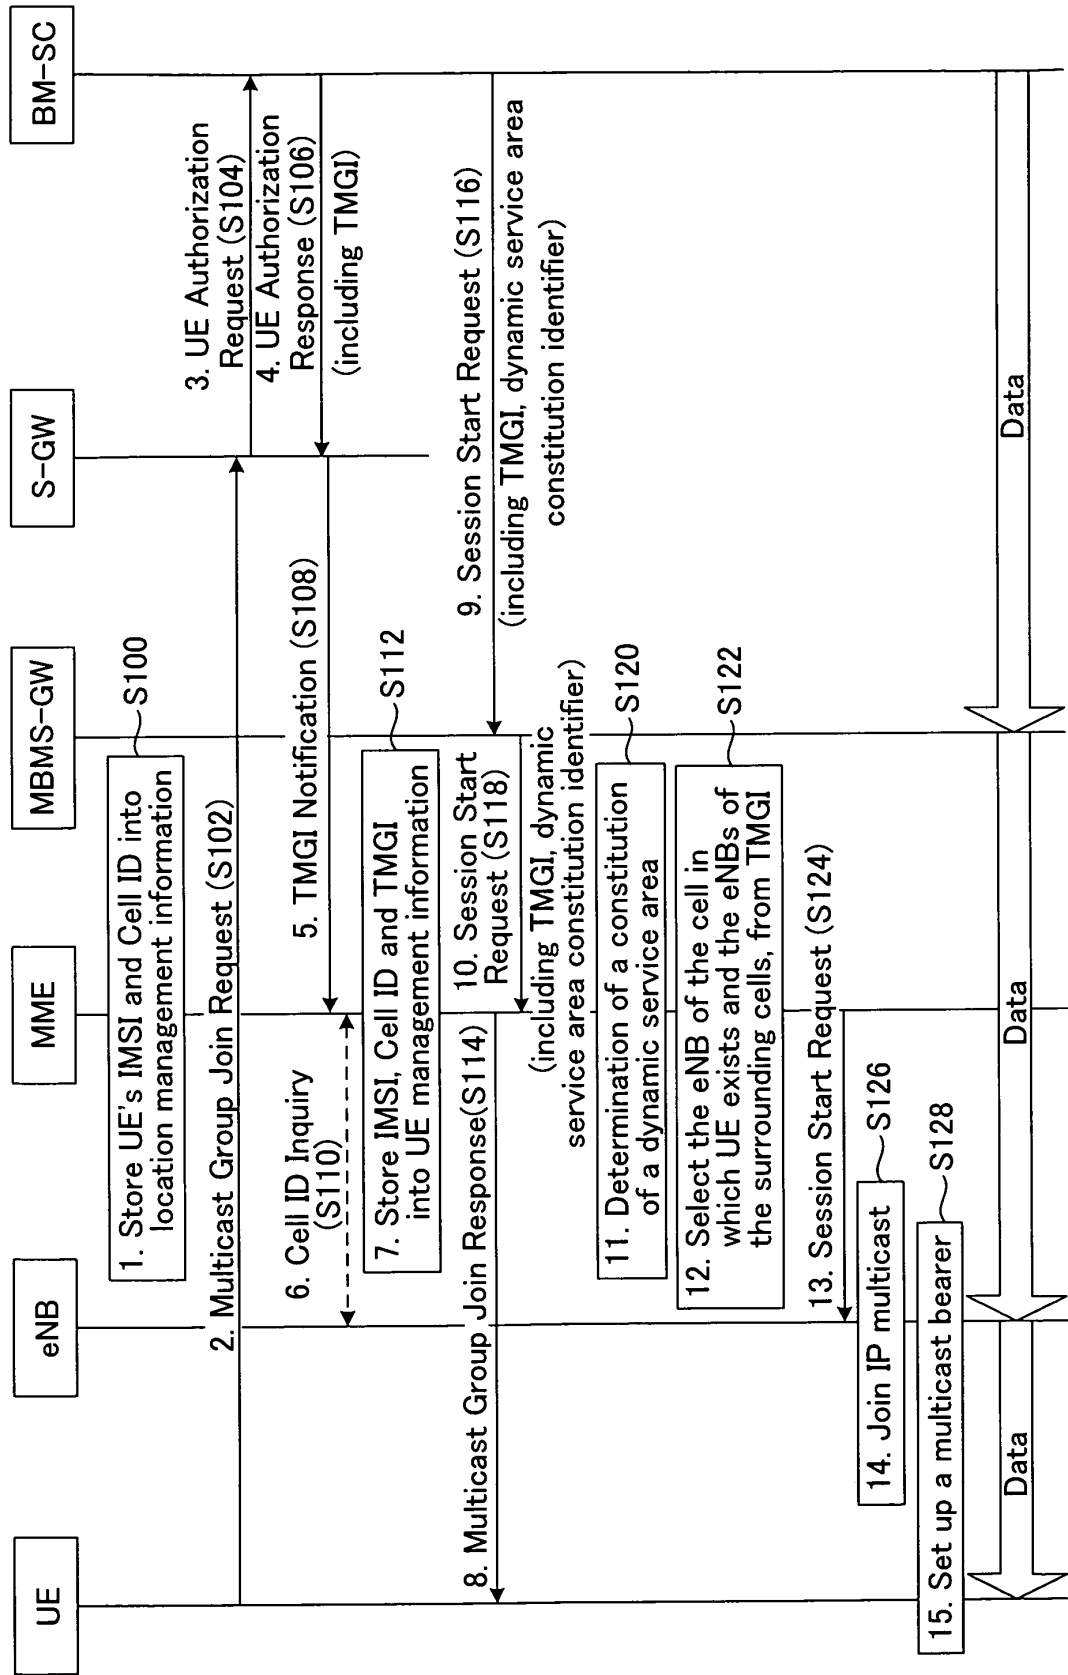 UE
eNB
MME
MBMS-GW
S-GW
BM-SC
1. Store UE's IMSI and Cell ID into
location management information
S100
2. Multicast Group Join Request (S102)
3. UE Authorization
Request (S104)
4. UE Authorization
Response (S106)
(including TMGI)
5. TMGI Notification (S108)
6. Cell ID Inquiry
(S110)
7. Store IMSI, Cell ID and TMGI
into UE management information
S112
8. Multicast Group Join Response(S114)
9. Session Start Request (S116)
(including TMGI, dynamic service area
constitution identifier)
10. Session Start
Request (S118)
(including TMGI, dynamic
service area constitution identifier)
11. Determination of a constitution
of a dynamic service area
S120
12. Select the eNB of the cell in
which UE exists and the eNBs of
the surrounding cells, from TMGI
S122
13. Session Start Request (S124)
14. Join IP multicast
S126
15. Set up a multicast bearer
S128
Data
Data
Data